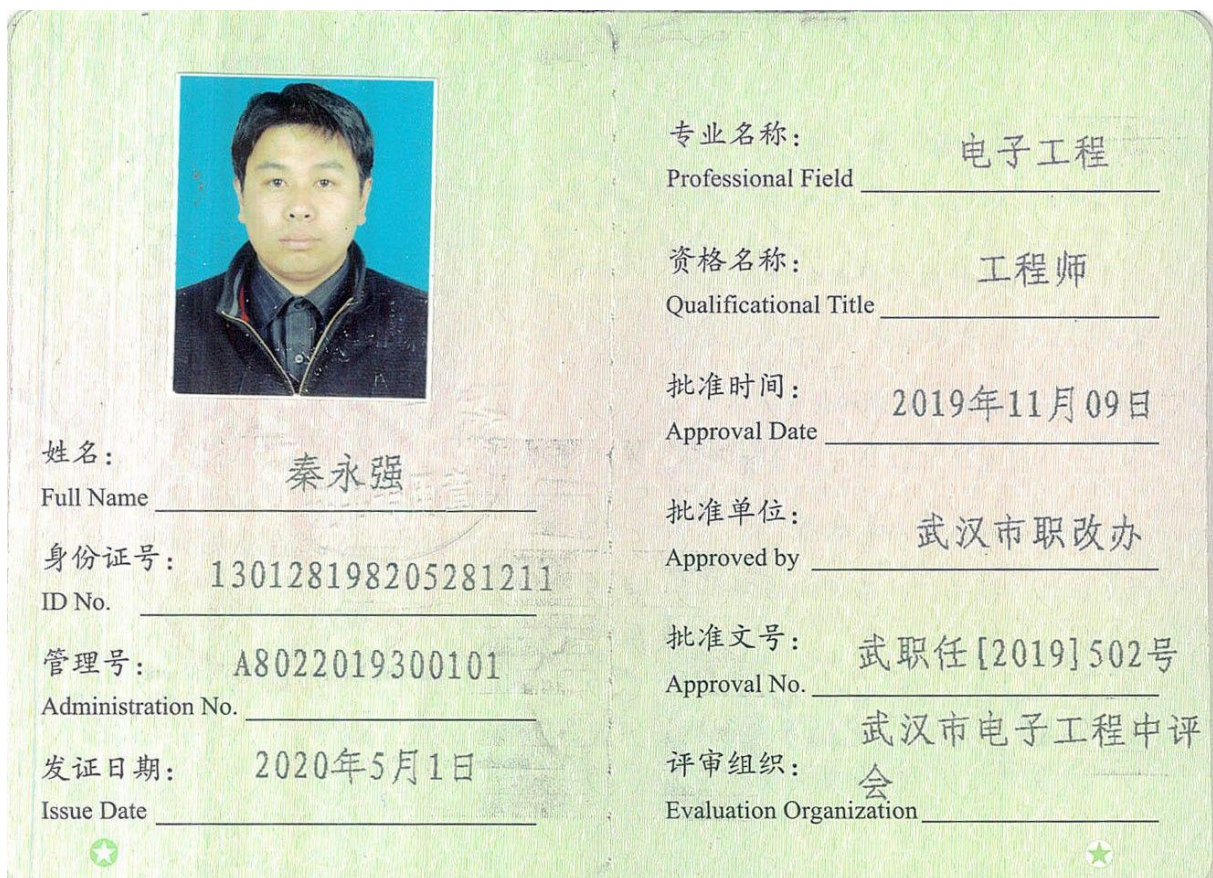 姓名：
秦永强
Full Name
身份证号：
130128198205281211
ID No.
管理号：
A8022019300101
Administration No.
发证日期：
2020年5月1日
Issue Date
专业名称：
电子工程
Professional Field
资格名称：
工程师
Qualificational Title
批准时间：
2019年11月09日
Approval Date
批准单位：
武汉市职改办
Approved by
批准文号：
武职任[2019]502号
Approval No.
武汉市电子工程中评
评审组织：
会
Evaluation Organization